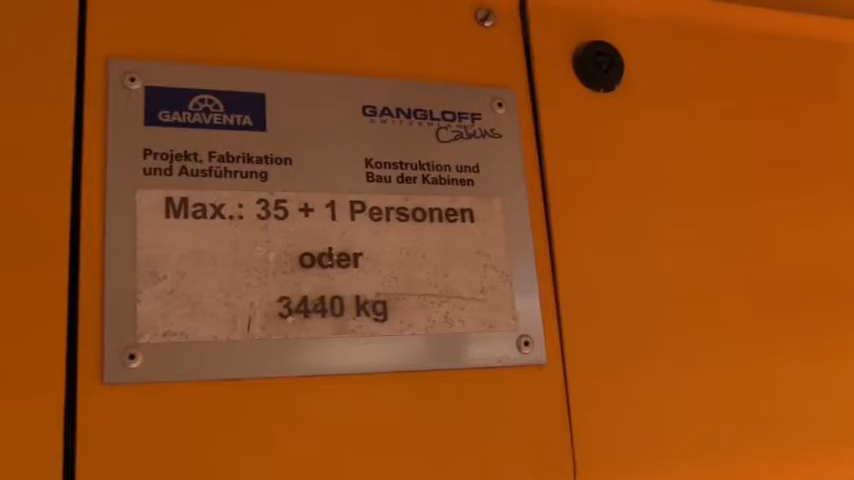 GARAVENTA
GANGLOFF
SWITZERLAND
Cabins
Projekt, Fabrikation
und Ausführung
Konstruktion und
Bau der Kabinen
Max.: 35 + 1 Personen
oder
3440 kg